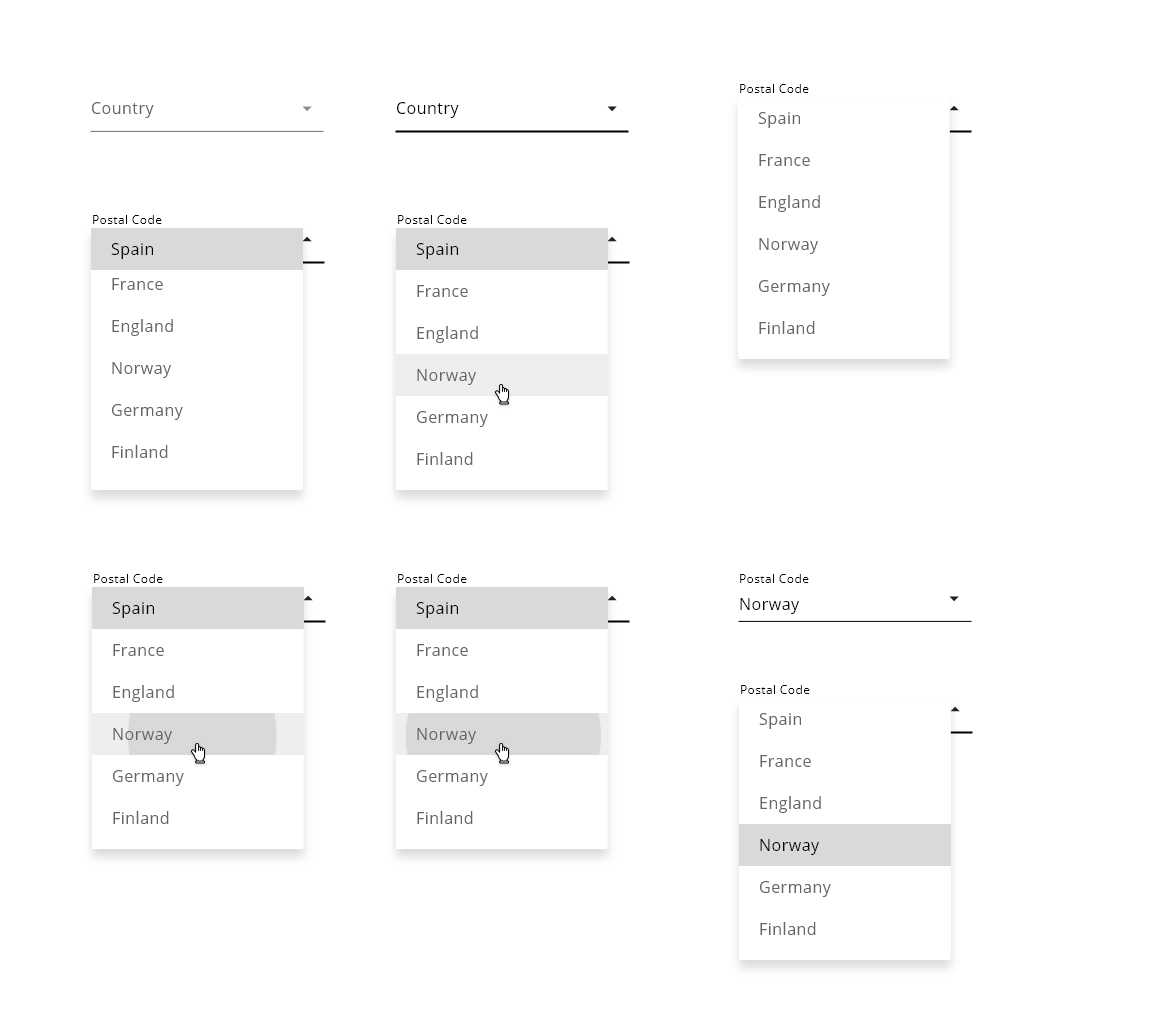 Country
Country
Postal Code
Spain
France
England
Norway
Germany
Finland
Postal Code
Spain
France
England
Norway
Germany
Finland
Postal Code
Spain
France
England
Norway
Germany
Finland
Postal Code
Spain
France
England
Norway
Germany
Finland
Postal Code
Spain
France
England
Norway
Germany
Finland
Postal Code
Norway
Postal Code
Spain
France
England
Norway
Germany
Finland